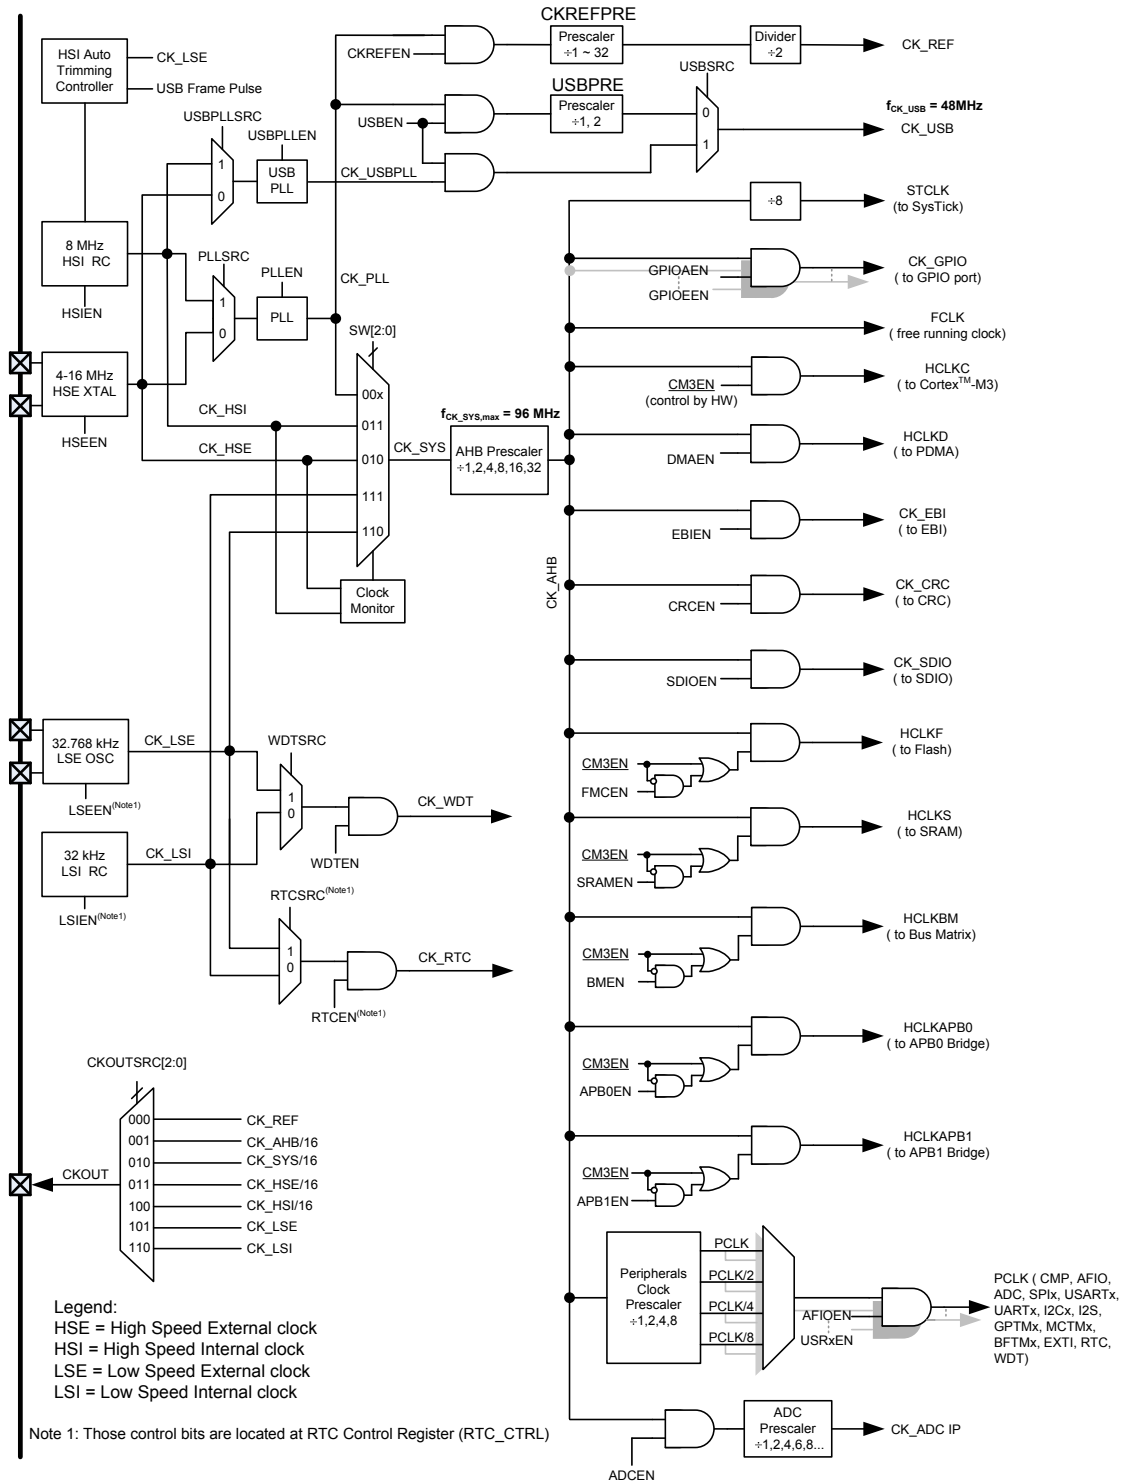 CKREFPRE
HSI Auto
Trimming
Controller
CK_LSE
USB Frame Pulse
CKREFEN
Prescaler
÷1 ~ 32
Divider
÷2
CK_REF
USBPRE
USBEN
Prescaler
÷1, 2
USBSRC
0
1
fCK_USB = 48MHz
CK_USB
USBPLLSRC
1
0
USBPLLEN
USB
PLL
CK_USBPLL
8 MHz
HSI RC
HSIEN
PLLSRC
1
0
PLLEN
PLL
CK_PLL
4-16 MHz
HSE XTAL
HSEEN
SW[2:0]
00x
011
010
111
110
CK_HSI
CK_HSE
CK_SYS
fCK_SYS,max = 96 MHz
AHB Prescaler
÷1,2,4,8,16,32
Clock
Monitor
CK_AHB
÷8
STCLK
(to SysTick)
GPIOAEN
GPIOEEN
CK_GPIO
( to GPIO port)
FCLK
( free running clock)
CM3EN
(control by HW)
HCLKC
( to Cortex™-M3)
DMAEN
HCLKD
( to PDMA)
EBIEN
CK_EBI
( to EBI)
CRCEN
CK_CRC
( to CRC)
SDIOEN
CK_SDIO
( to SDIO)
CM3EN
FMCEN
HCLKF
( to Flash)
CM3EN
SRAMEN
HCLKS
( to SRAM)
CM3EN
BMEN
HCLKBM
( to Bus Matrix)
CM3EN
APB0EN
HCLKAPB0
( to APB0 Bridge)
CM3EN
APB1EN
HCLKAPB1
( to APB1 Bridge)
32.768 kHz
LSE OSC
LSEEN(Note1)
CK_LSE
WDTSRC
1
0
WDTEN
CK_WDT
32 kHz
LSI RC
LSIEN(Note1)
CK_LSI
RTCSRC(Note1)
1
0
RTCEN(Note1)
CK_RTC
CKOUTSRC[2:0]
CKOUT
000 CK_REF
001 CK_AHB/16
010 CK_SYS/16
011 CK_HSE/16
100 CK_HSI/16
101 CK_LSE
110 CK_LSI
Peripherals
Clock
Prescaler
÷1,2,4,8
PCLK
PCLK/2
PCLK/4
PCLK/8
AFIOEN
USRxEN
PCLK ( CMP, AFIO,
ADC, SPIx, USARTx,
UARTx, I2Cx, I2S,
GPTMx, MCTMx,
BFTMx, EXTI, RTC,
WDT)
ADCEN
ADC
Prescaler
÷1,2,4,6,8...
CK_ADC IP
Legend:
HSE = High Speed External clock
HSI = High Speed Internal clock
LSE = Low Speed External clock
LSI = Low Speed Internal clock
Note 1: Those control bits are located at RTC Control Register (RTC_CTRL)